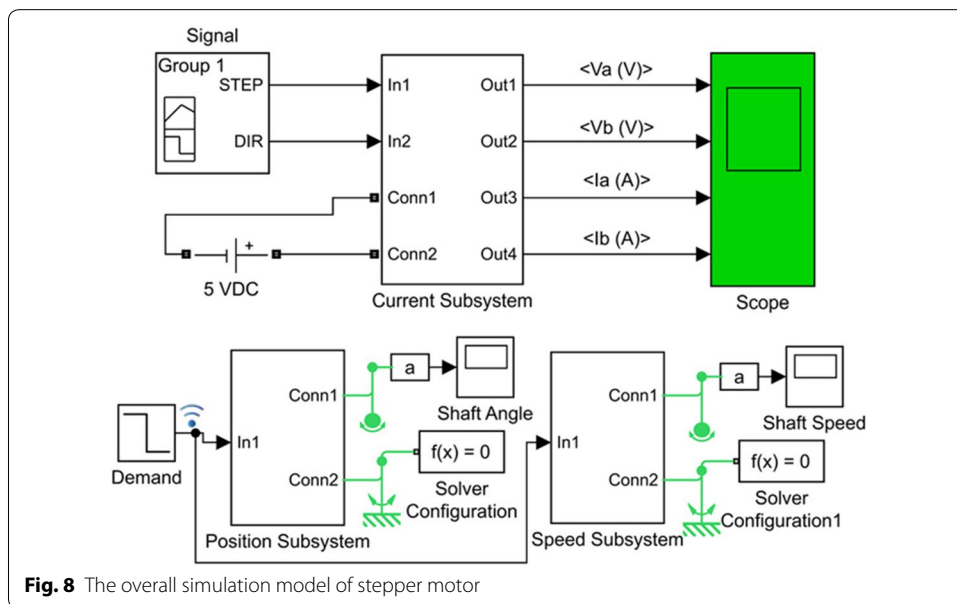 Signal
Group 1
STEP
DIR
In1
In2
Conn1
Conn2
Out1
Out2
Out3
Out4
Current Subsystem
5 VDC
+
<Va (V)>
<Vb (V)>
<Ia (A)>
<Ib (A)>
Scope
Demand
In1
Conn1
Conn2
Position Subsystem
a
Shaft Angle
f(x) = 0
Solver
Configuration
In1
Conn1
Conn2
Speed Subsystem
a
Shaft Speed
f(x) = 0
Solver
Configuration1
Fig. 8 The overall simulation model of stepper motor